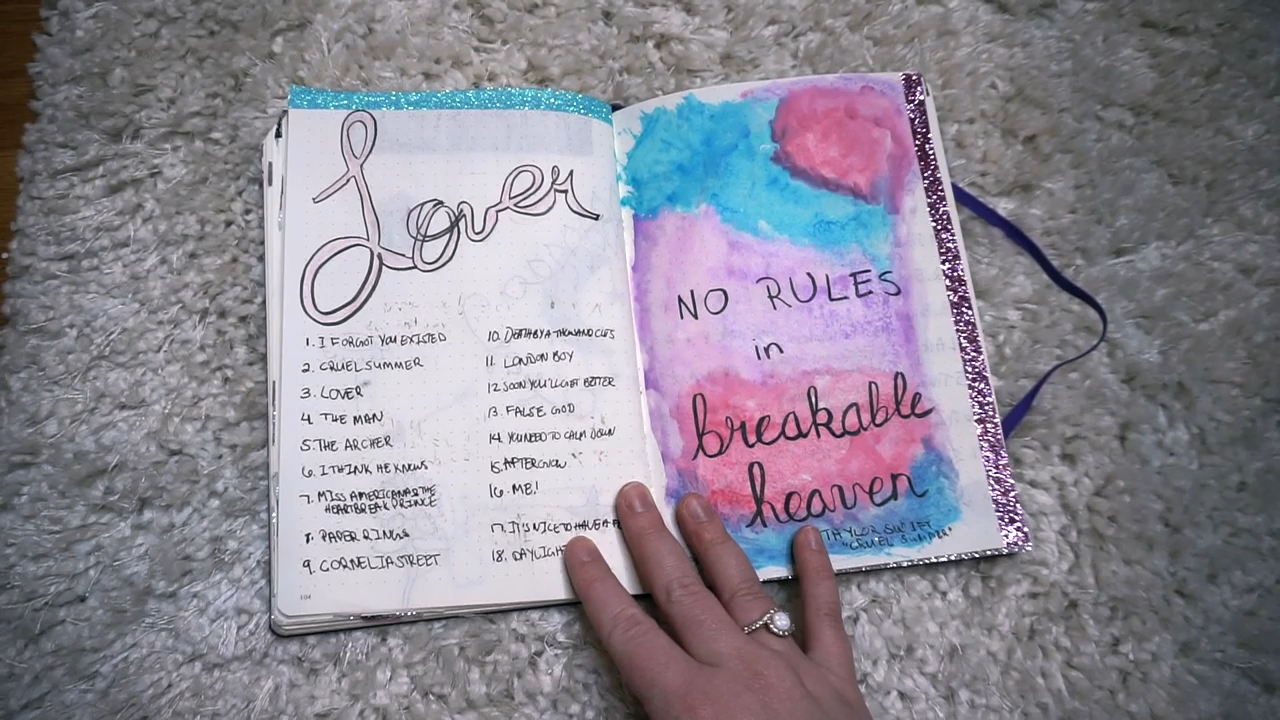 Lover
1. I FORGOT YOU EXISTED
2. CRUEL SUMMER
3. LOVER
4. THE MAN
5. THE ARCHER
6. I THINK HE KNOWS
7. MISS AMERICANA & THE
HEARTBREAK PRINCE
8. PAPER RINGS
9. CORNELIA STREET
10. DEATH BY A THOUSAND CUTS
11. LONDON BOY
12. SOON YOU'LL GET BETTER
13. FALSE GOD
14. YOU NEED TO CALM DOWN
15. AFTERGLOW
16. ME!
17. IT'S NICE TO HAVE A
18. DAYLIGHT
104
NO RULES
in
breakable
heaven
TAYLOR SWIFT
"CRUEL SUMMER"